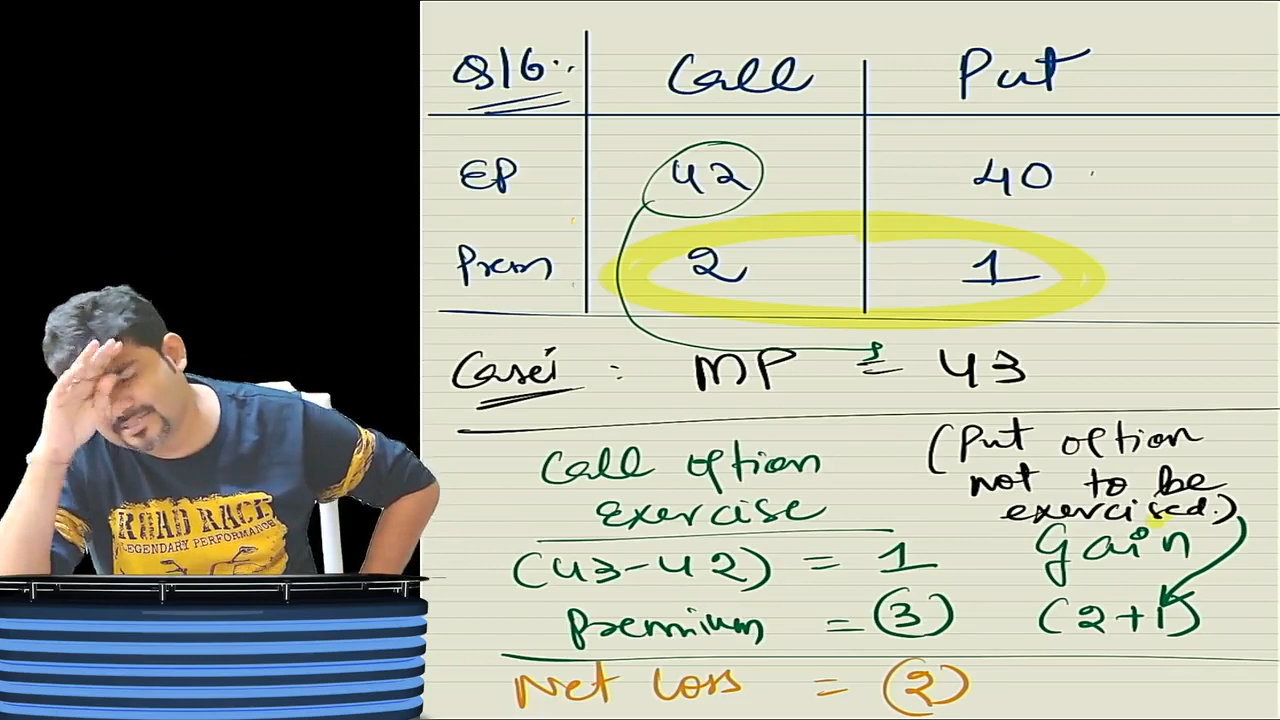 Q16:. Call Put
EP 42 40
Prem 2 1
Case i : MP = 43
Call option
exercise
(Put option
not to be
exercised.)
(43-42) = 1 Gain
Premium = (3) (2+1)
Net Loss = (2)
ROAD RACE
LEGENDARY PERFORMANCE